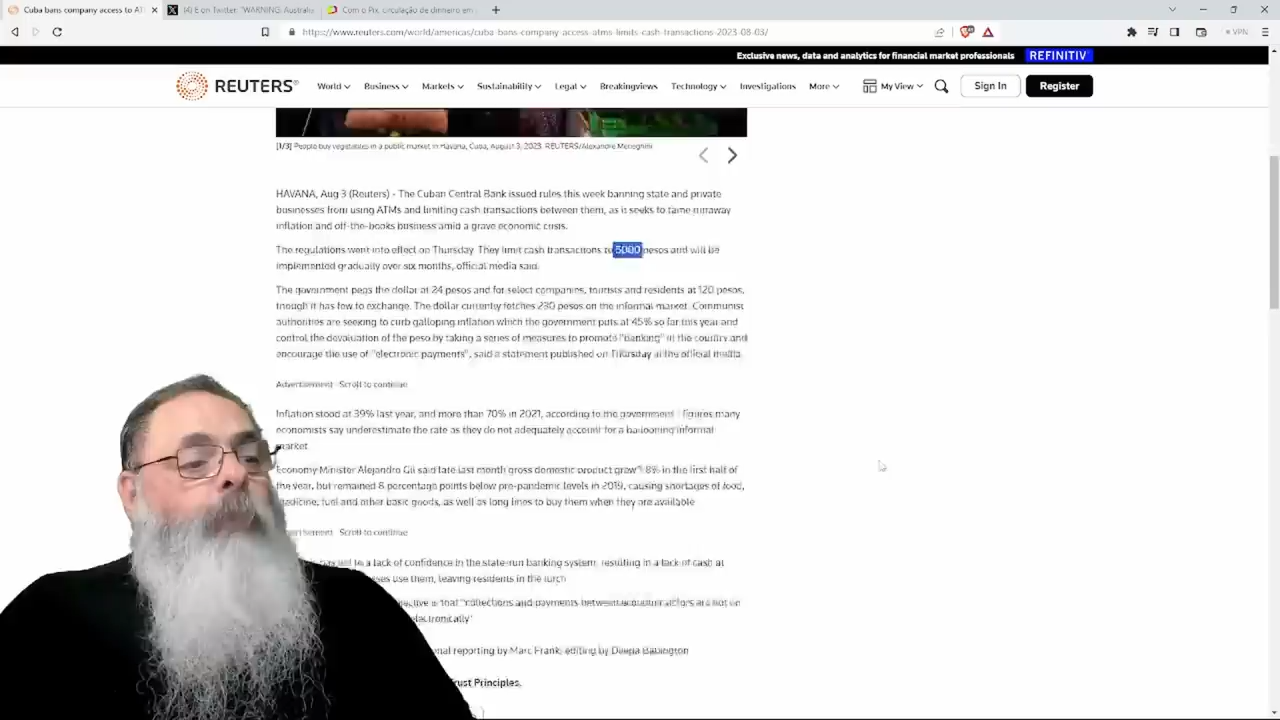 Cuba bans company access to AT
(4) E on Twitter: "WARNING: Australia
Com o Pix, circulação de dinheiro em
https://www.reuters.com/world/americas/cuba-bans-company-access-atms-limits-cash-transactions-2023-08-03/
VPN
Exclusive news, data and analytics for financial market professionals REFINITIV
REUTERS® World Business Markets Sustainability Legal Breakingviews Technology Investigations More My View Sign In Register
[1/3] People buy vegetables in a public market in Havana, Cuba, August 3, 2023. REUTERS/Alexandre Meneghini
HAVANA, Aug 3 (Reuters) - The Cuban Central Bank issued rules this week banning state and private
businesses from using ATMs and limiting cash transactions between them, as it seeks to tame runaway
inflation and off-the-books business amid a grave economic crisis.
The regulations went into effect on Thursday. They limit cash transactions to 5000 pesos and will be
implemented gradually over six months, official media said.
The government pegs the dollar at 24 pesos and for select companies, tourists and residents at 120 pesos,
though it has few to exchange. The dollar currently fetches 230 pesos on the informal market. Communist
authorities are seeking to curb galloping inflation which the government puts at 45% so far this year and
control the devaluation of the peso by taking a series of measures to promote "banking" in the country and
encourage the use of "electronic payments", said a statement published on Thursday in the official media.
Advertisement · Scroll to continue
Inflation stood at 39% last year, and more than 70% in 2021, according to the government - figures many
economists say underestimate the rate as they do not adequately account for a ballooning informal
market.
Economy Minister Alejandro Gil said late last month gross domestic product grew 1.8% in the first half of
the year, but remained 8 percentage points below pre-pandemic levels in 2019, causing shortages of food,
medicine, fuel and other basic goods, as well as long lines to buy them when they are available.
Scroll to continue
to a lack of confidence in the state-run banking system, resulting in a lack of cash at
use them, leaving residents in the lurch.
is that "collections and payments between economic actors are not on
electronically"
reporting by Marc Frank; editing by Deepa Babington
Trust Principles.